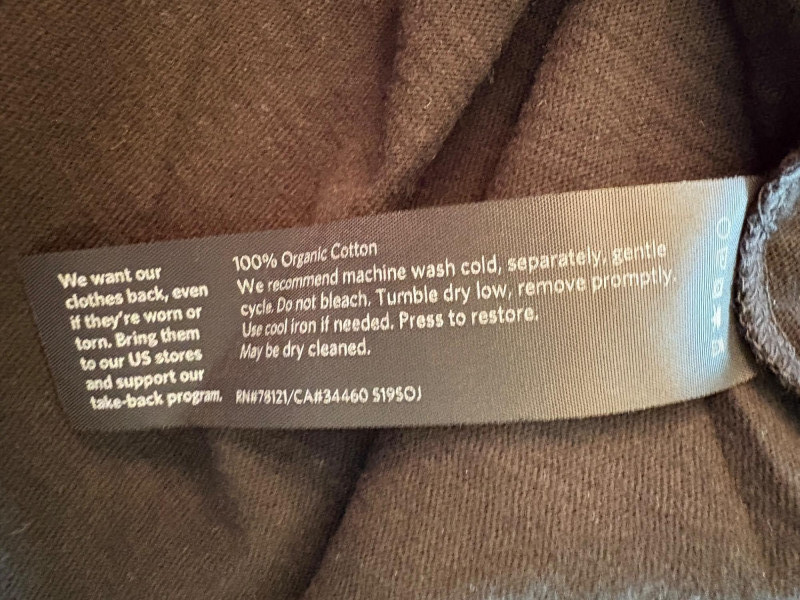 We want our
clothes back, even
if they're worn or
torn. Bring them
to our US stores
and support our
take-back program.
100% Organic Cotton
We recommend machine wash cold, separately, gentle
cycle. Do not bleach. Tumble dry low, remove promptly.
Use cool iron if needed. Press to restore.
May be dry cleaned.
RN#78121/CA#34460 S19SOJ